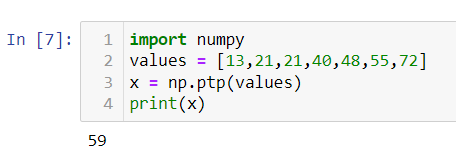 In [7]:
1 import numpy
2 values = [13,21,21,40,48,55,72]
3 x = np.ptp(values)
4 print(x)
59